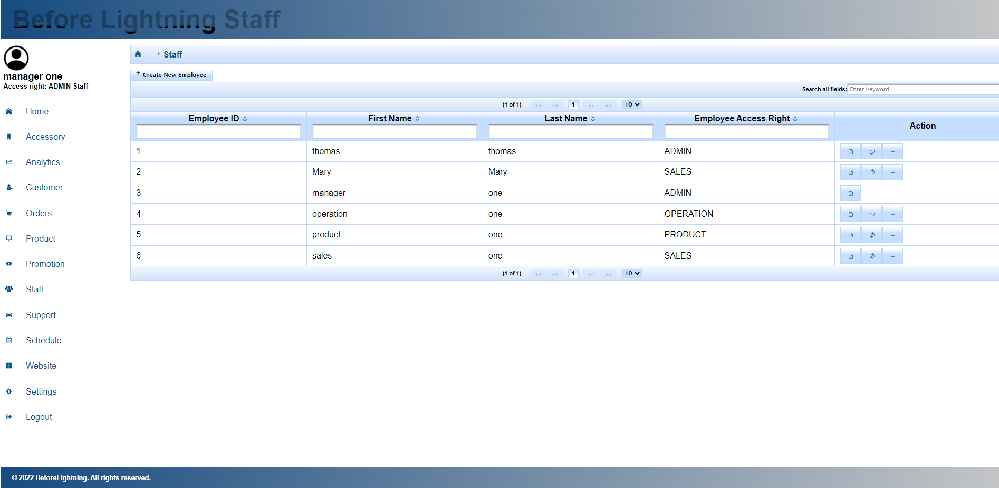 Before Lightning Staff
manager one
Access right: ADMIN Staff
Home
Accessory
Analytics
Customer
Orders
Product
Promotion
Staff
Support
Schedule
Website
Settings
Logout
Staff
+ Create New Employee
Search all fields: Enter keyword
(1 of 1) 1 10
Employee ID First Name Last Name Employee Access Right Action
1 thomas thomas ADMIN
2 Mary Mary SALES
3 manager one ADMIN
4 operation one OPERATION
5 product one PRODUCT
6 sales one SALES
(1 of 1) 1 10
© 2022 BeforeLightning. All rights reserved.